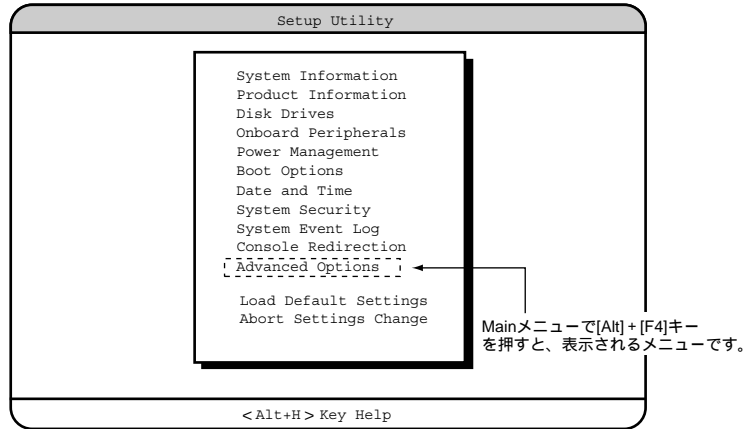 Setup Utility
System Information
Product Information
Disk Drives
Onboard Peripherals
Power Management
Boot Options
Date and Time
System Security
System Event Log
Console Redirection
Advanced Options
Load Default Settings
Abort Settings Change
Mainメニューで[Alt]+[F4]キー
を押すと、表示されるメニューです。
<Alt+H> Key Help